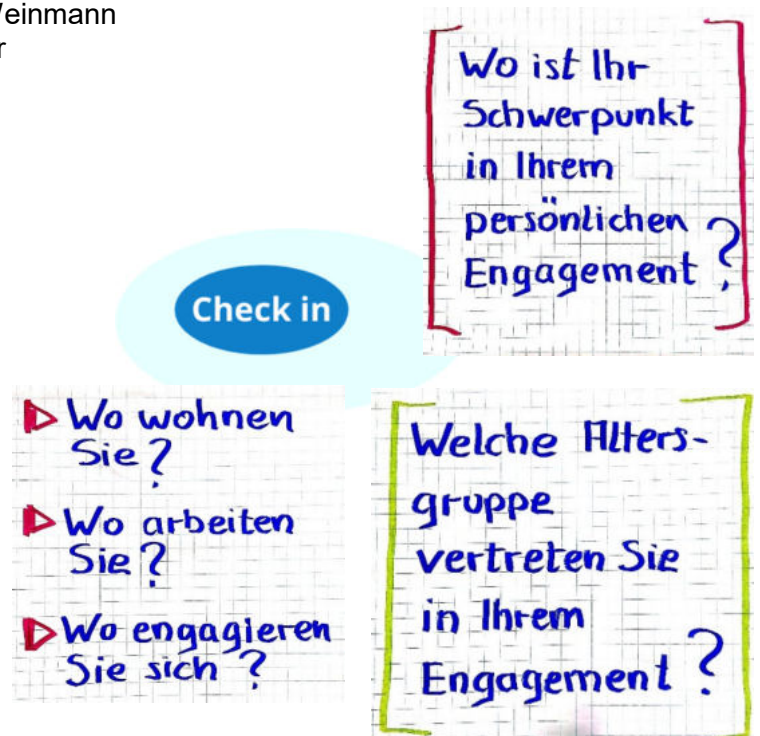 einmann
r
Wo ist Ihr
Schwerpunkt
in Ihrem
persönlichen
Engagement?
Check in
Wo wohnen
Sie?
Wo arbeiten
Sie?
Wo engagieren
Sie sich?
Welche Alters-
gruppe
vertreten Sie
in Ihrem
Engagement?